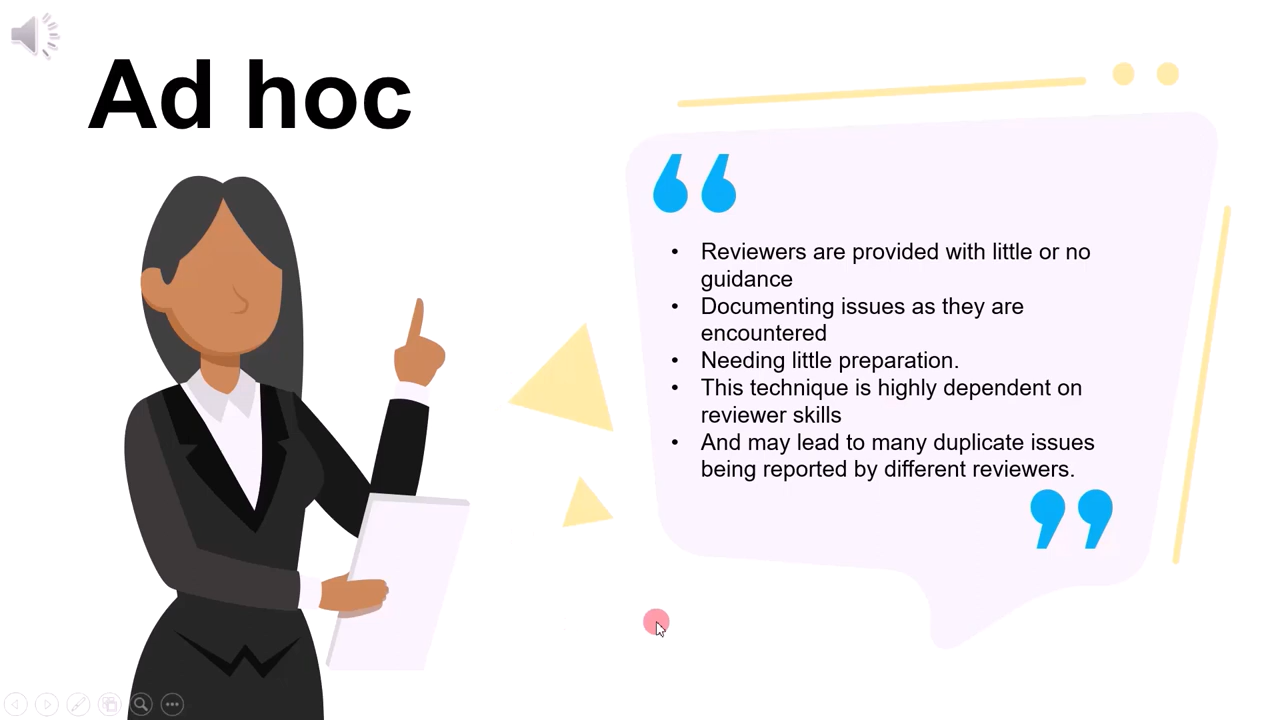 Ad hoc
• Reviewers are provided with little or no
guidance
• Documenting issues as they are
encountered
• Needing little preparation.
• This technique is highly dependent on
reviewer skills
• And may lead to many duplicate issues
being reported by different reviewers.